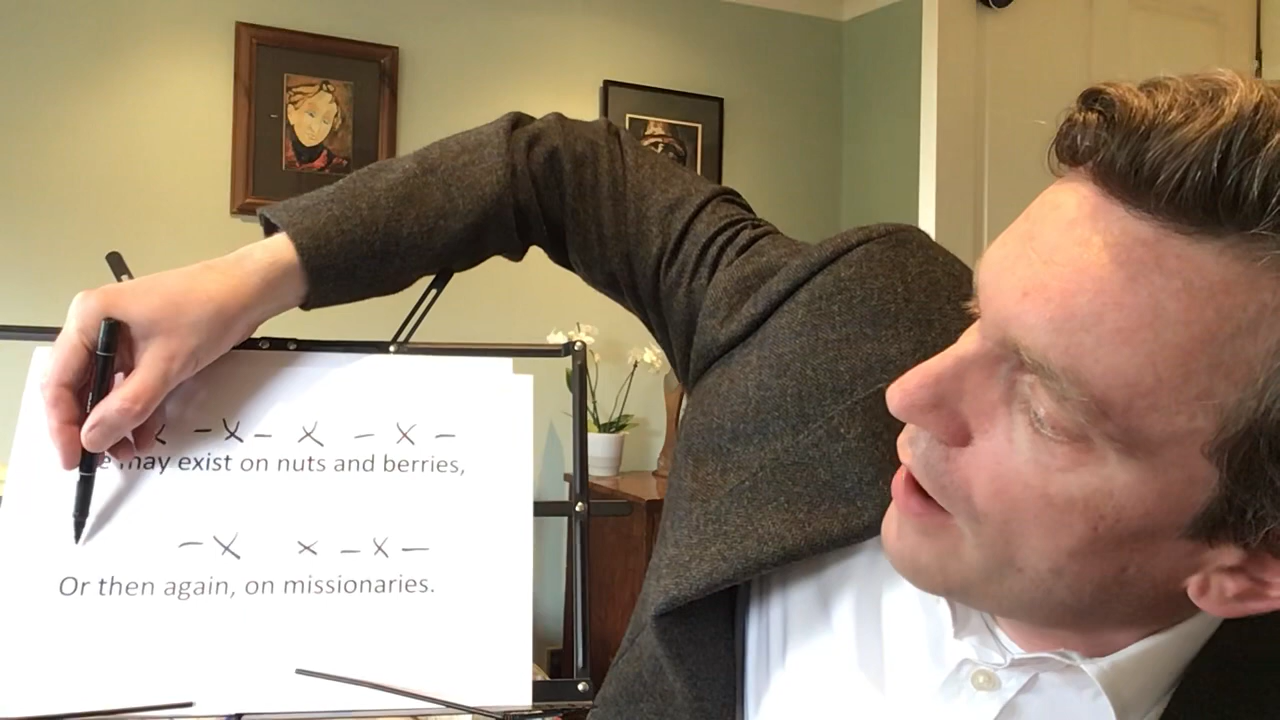 × – × – × – × –
may exist on nuts and berries,
– × × – × –
Or then again, on missionaries.